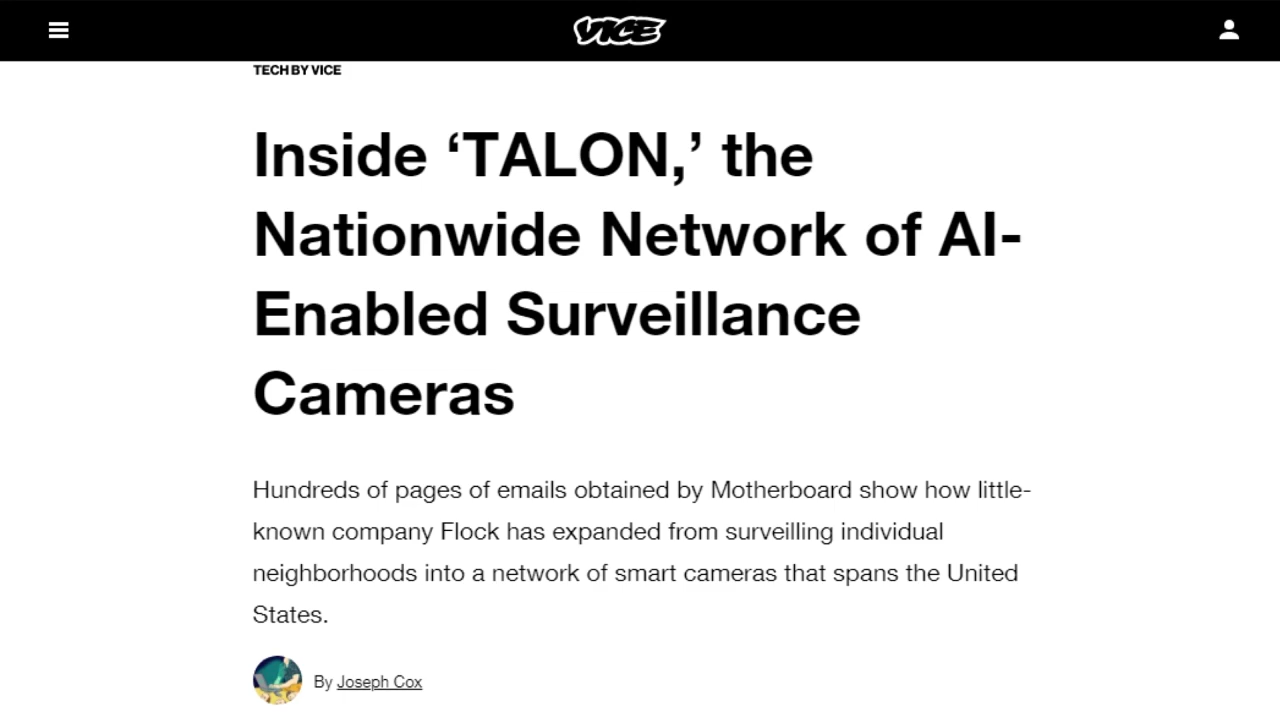 VICE
TECH BY VICE
Inside ‘TALON,’ the
Nationwide Network of AI-
Enabled Surveillance
Cameras
Hundreds of pages of emails obtained by Motherboard show how little-
known company Flock has expanded from surveilling individual
neighborhoods into a network of smart cameras that spans the United
States.
By Joseph Cox